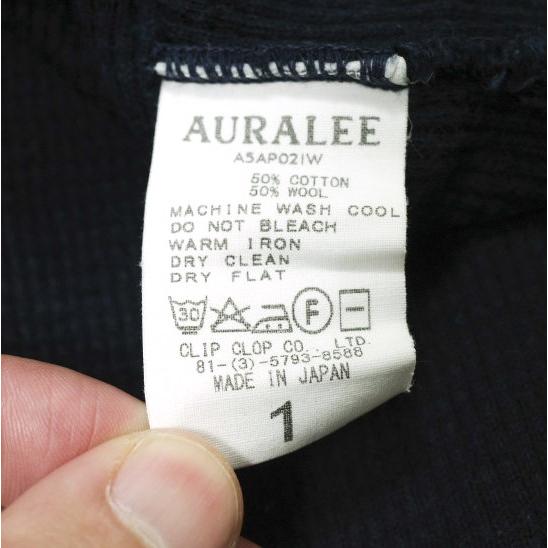 AURALEE
A5AP02IW
50% COTTON
50% WOOL
MACHINE WASH COOL
DO NOT BLEACH
WARM IRON
DRY CLEAN
DRY FLAT
30 F
CLIP CLOP CO., LTD.
81-(3)-5793-8588
MADE IN JAPAN
1